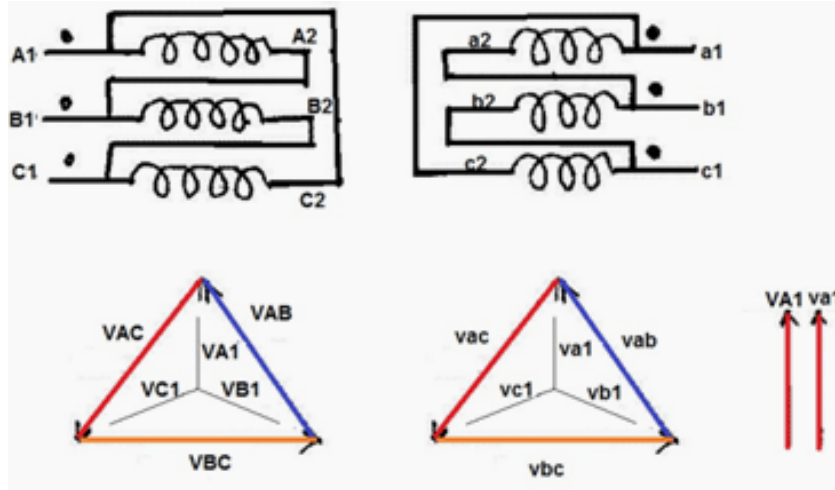 A1 A2 a2 a1
B1 B2 b2 b1
C1 C2 c2 c1
VAC VAB vac vab VA1 va1
VA1 va1
VC1 VB1 vc1 vb1
VBC vbc